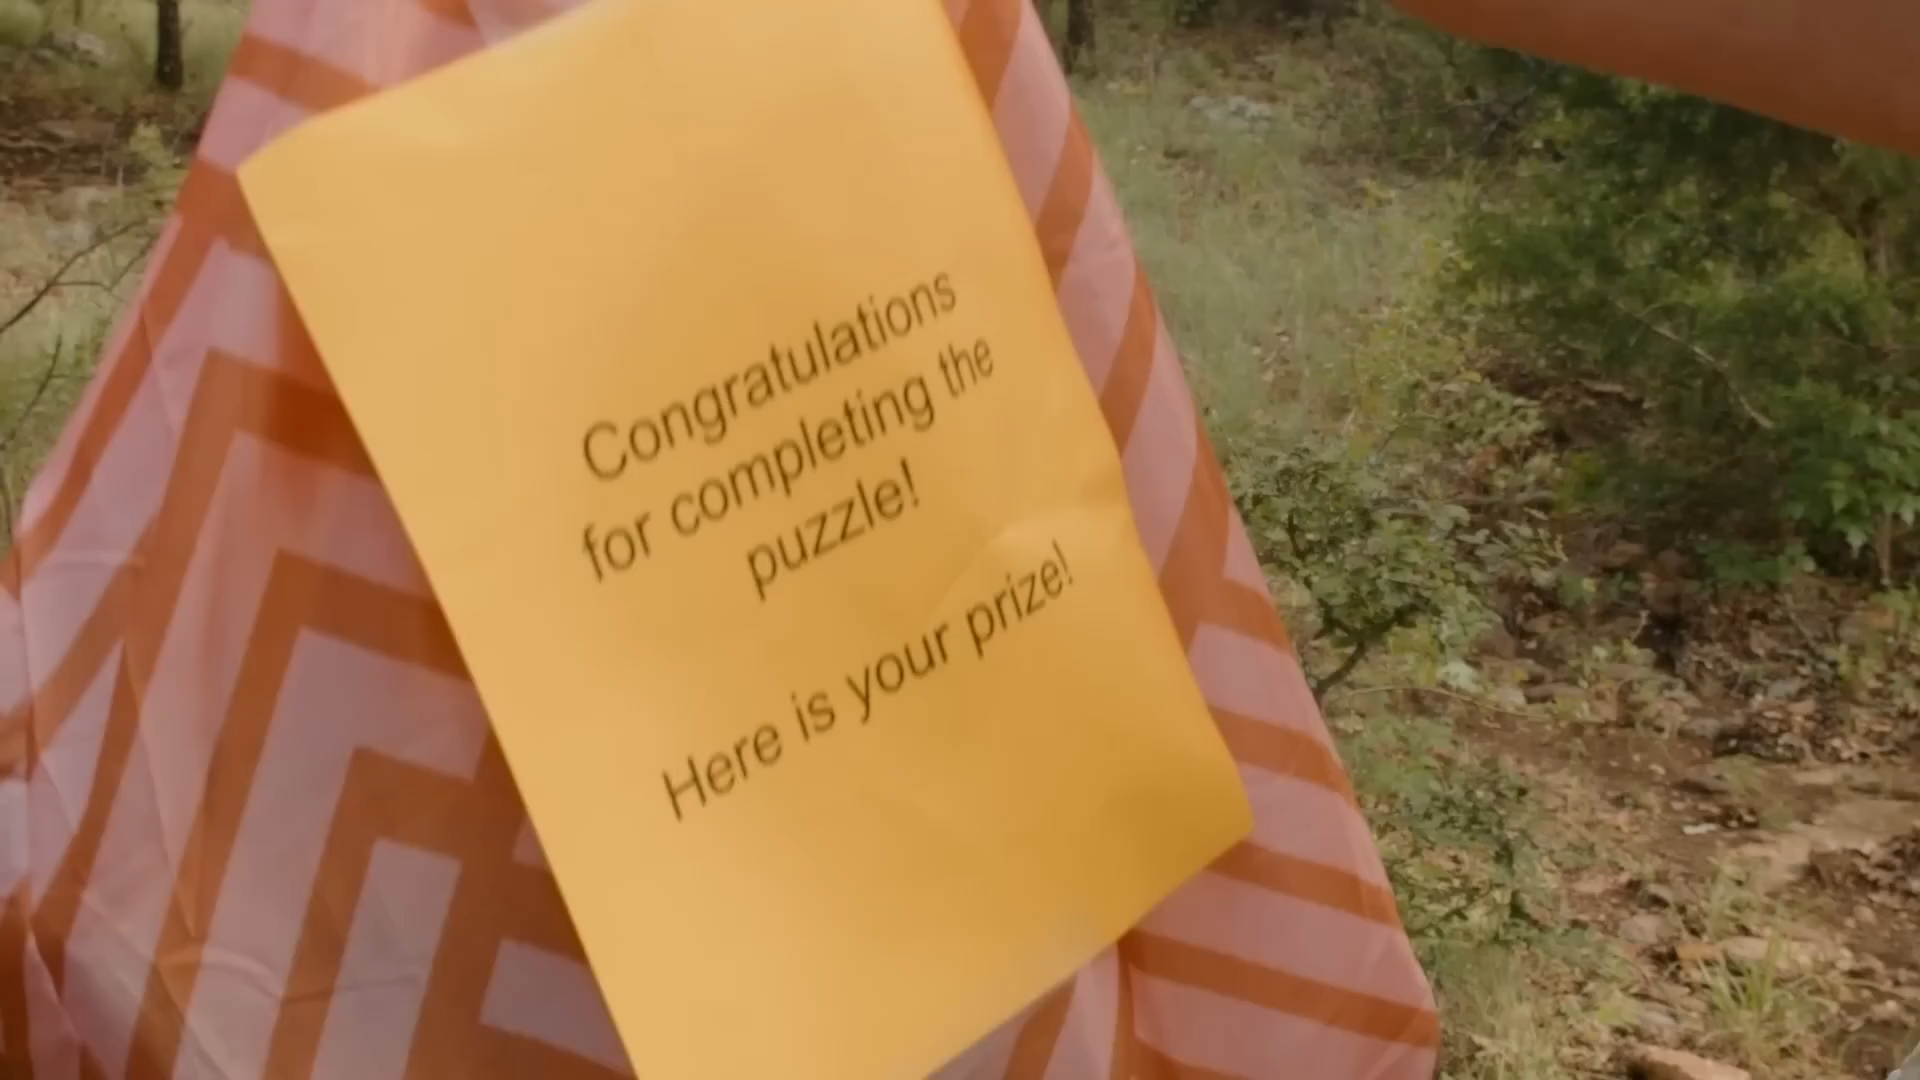 Congratulations
for completing the
puzzle!
Here is your prize!